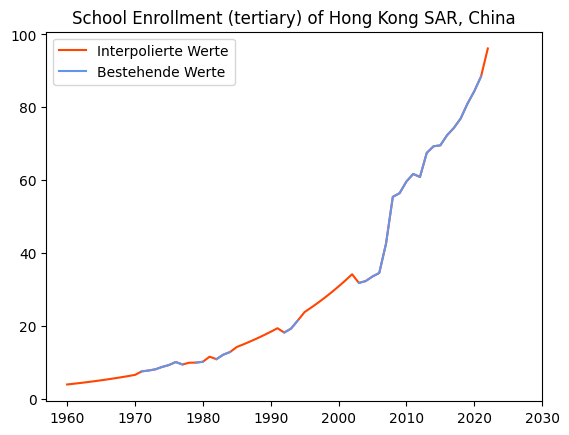 School Enrollment (tertiary) of Hong Kong SAR, China
Interpolierte Werte
Bestehende Werte
100
80
60
40
20
0
1960 1970 1980 1990 2000 2010 2020 2030